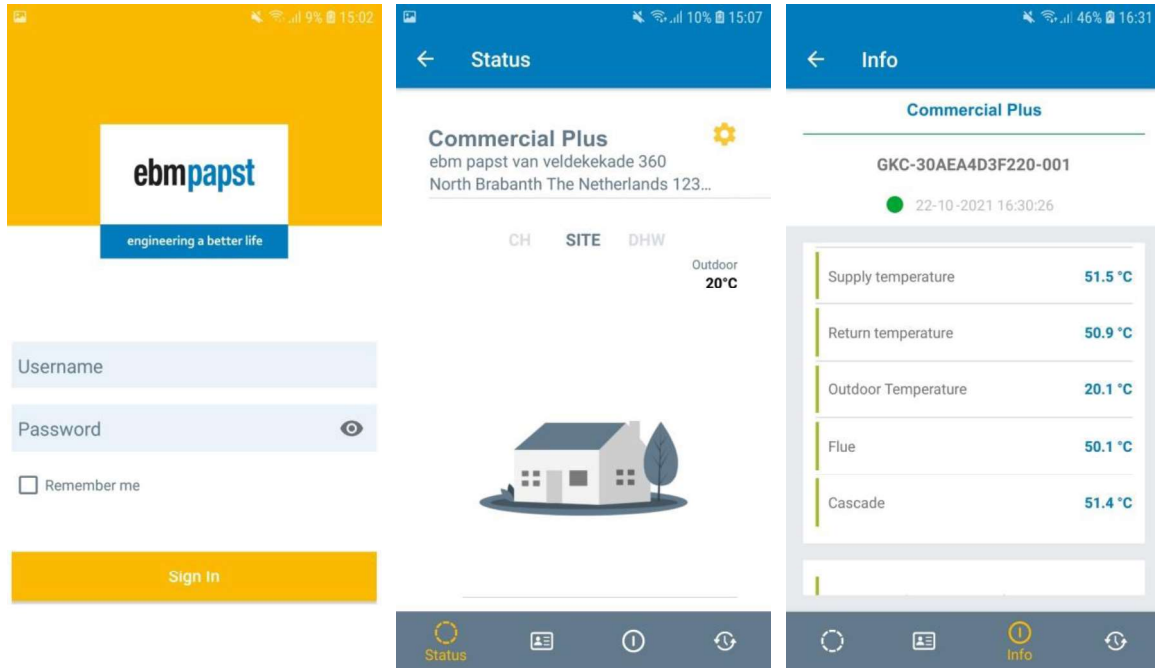 9% 15:02
ebmpapst
engineering a better life
Username
Password
Remember me
Sign In
10% 15:07
Status
Commercial Plus
ebm papst van veldekekade 360
North Brabanth The Netherlands 123…
CH SITE DHW
Outdoor
20°C
Status
46% 16:31
Info
Commercial Plus
GKC-30AEA4D3F220-001
22-10-2021 16:30:26
Supply temperature 51.5 °C
Return temperature 50.9 °C
Outdoor Temperature 20.1 °C
Flue 50.1 °C
Cascade 51.4 °C
Info